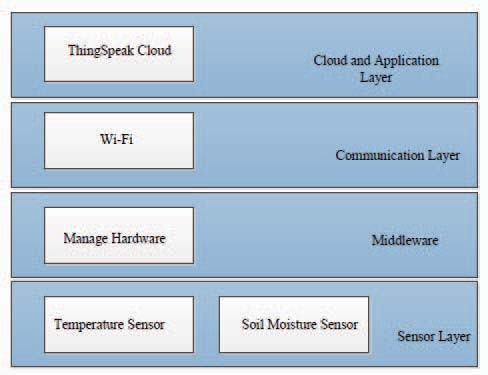 ThingSpeak Cloud
Cloud and Application
Layer
Wi-Fi
Communication Layer
Manage Hardware
Middleware
Temperature Sensor
Soil Moisture Sensor
Sensor Layer